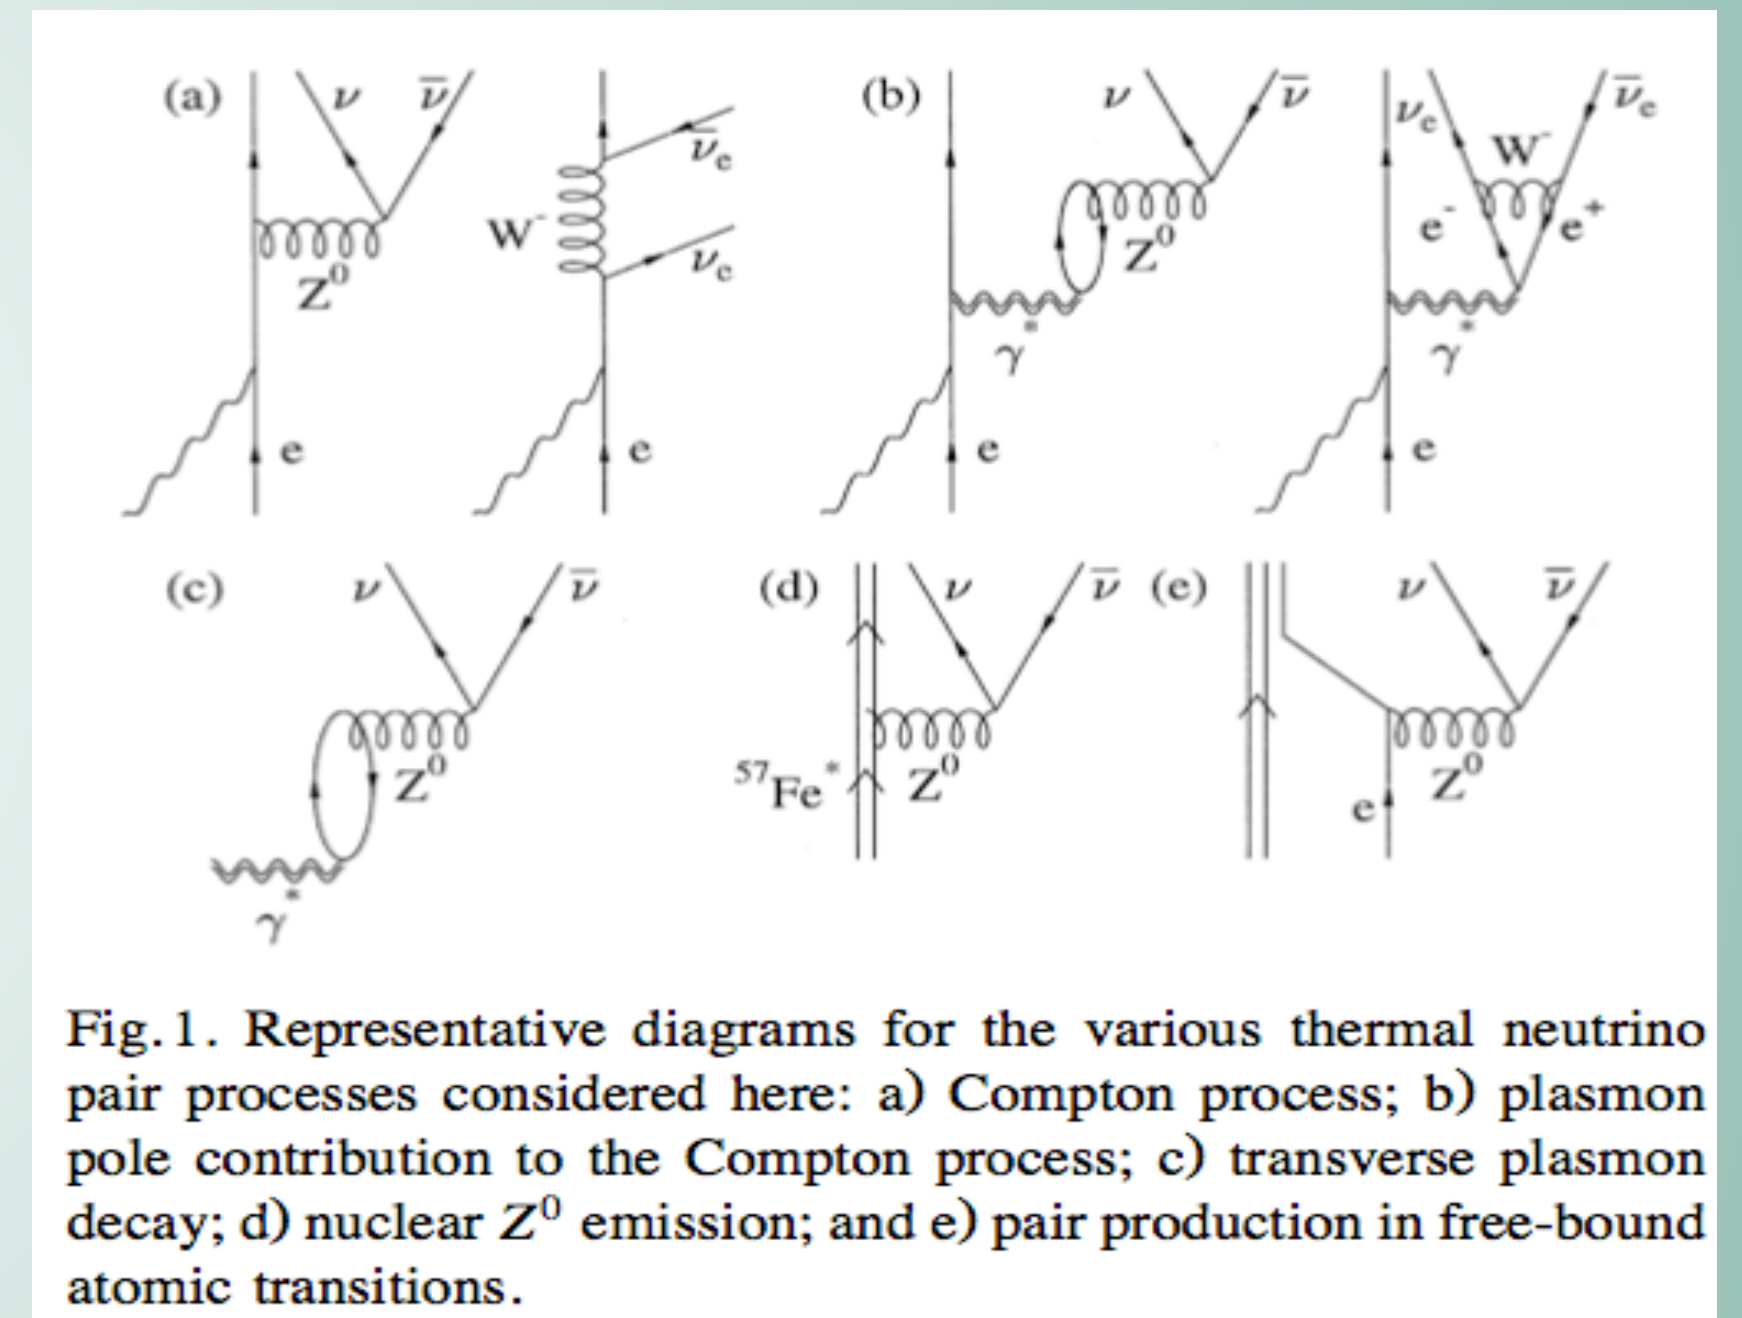 (a) ν ν̅ Z⁰ e
W⁻ ν̅e νe e
(b) ν ν̅ Z⁰ γ* e
νe ν̅e W⁻ e⁻ e⁺ γ* e
(c) ν ν̅ Z⁰ γ*
(d) ν ν̅ ⁵⁷Fe* Z⁰
(e) ν ν̅ e Z⁰
Fig. 1. Representative diagrams for the various thermal neutrino
pair processes considered here: a) Compton process; b) plasmon
pole contribution to the Compton process; c) transverse plasmon
decay; d) nuclear Z⁰ emission; and e) pair production in free-bound
atomic transitions.